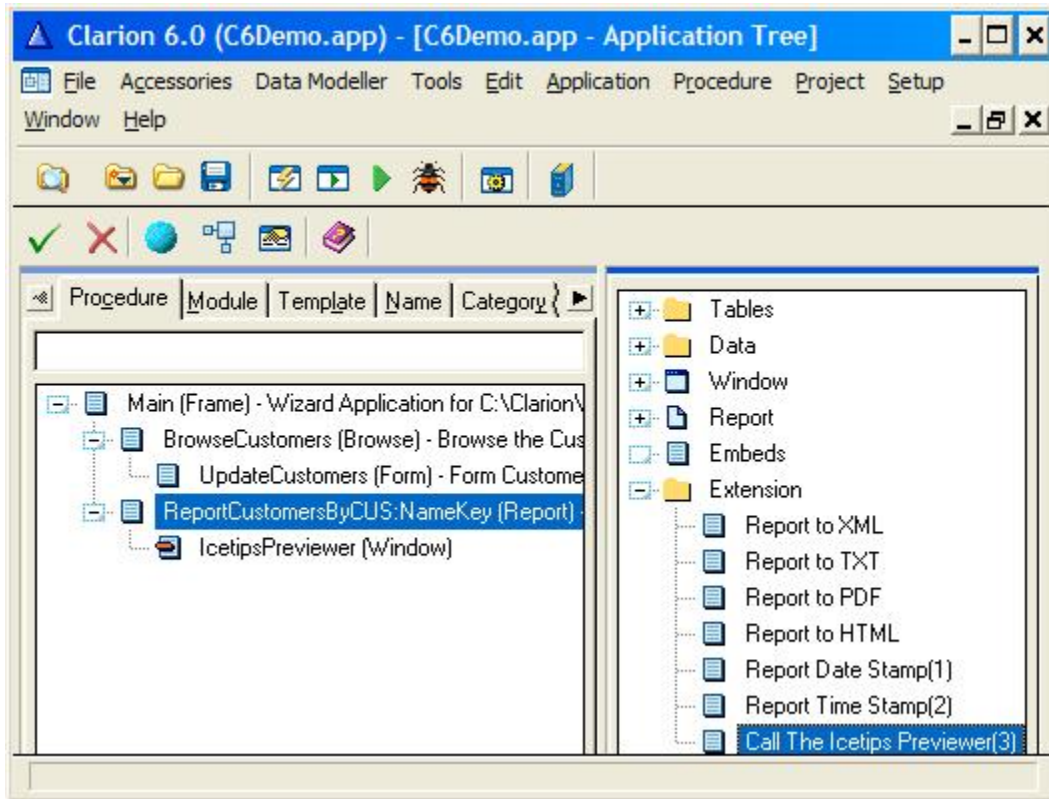 Clarion 6.0 (C6Demo.app) - [C6Demo.app - Application Tree]
File Accessories Data Modeller Tools Edit Application Procedure Project Setup
Window Help
Procedure Module Template Name Category
Main (Frame) - Wizard Application for C:\Clarion\
BrowseCustomers (Browse) - Browse the Cus
UpdateCustomers (Form) - Form Custome
ReportCustomersByCUS:NameKey (Report) -
IcetipsPreviewer (Window)
Tables
Data
Window
Report
Embeds
Extension
Report to XML
Report to TXT
Report to PDF
Report to HTML
Report Date Stamp(1)
Report Time Stamp(2)
Call The Icetips Previewer(3)